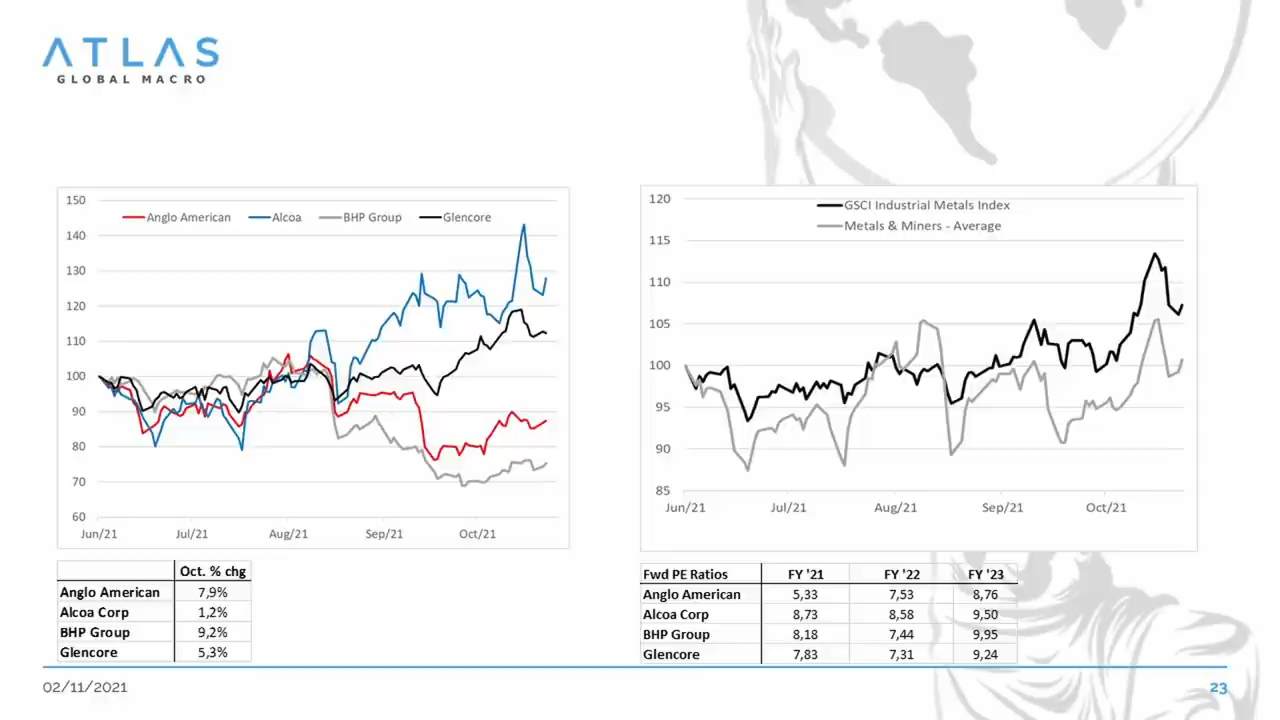 ATLAS
GLOBAL MACRO
150
140
130
120
110
100
90
80
70
60
Anglo American Alcoa BHP Group Glencore
Jun/21 Jul/21 Aug/21 Sep/21 Oct/21
120
115
110
105
100
95
90
85
GSCI Industrial Metals Index
Metals & Miners - Average
Jun/21 Jul/21 Aug/21 Sep/21 Oct/21
Oct. % chg
Anglo American 7,9%
Alcoa Corp 1,2%
BHP Group 9,2%
Glencore 5,3%
Fwd PE Ratios FY '21 FY '22 FY '23
Anglo American 5,33 7,53 8,76
Alcoa Corp 8,73 8,58 9,50
BHP Group 8,18 7,44 9,95
Glencore 7,83 7,31 9,24
02/11/2021
23